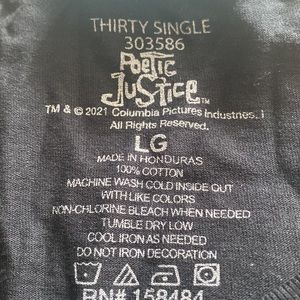 THIRTY SINGLE
303586
POETIC
JUSTICE™
TM & © 2021 Columbia Pictures Industries, I
All Rights Reserved.
LG
MADE IN HONDURAS
100% COTTON
MACHINE WASH COLD INSIDE OUT
WITH LIKE COLORS
NON-CHLORINE BLEACH WHEN NEEDED
TUMBLE DRY LOW
COOL IRON AS NEEDED
DO NOT IRON DECORATION
RN# 158484